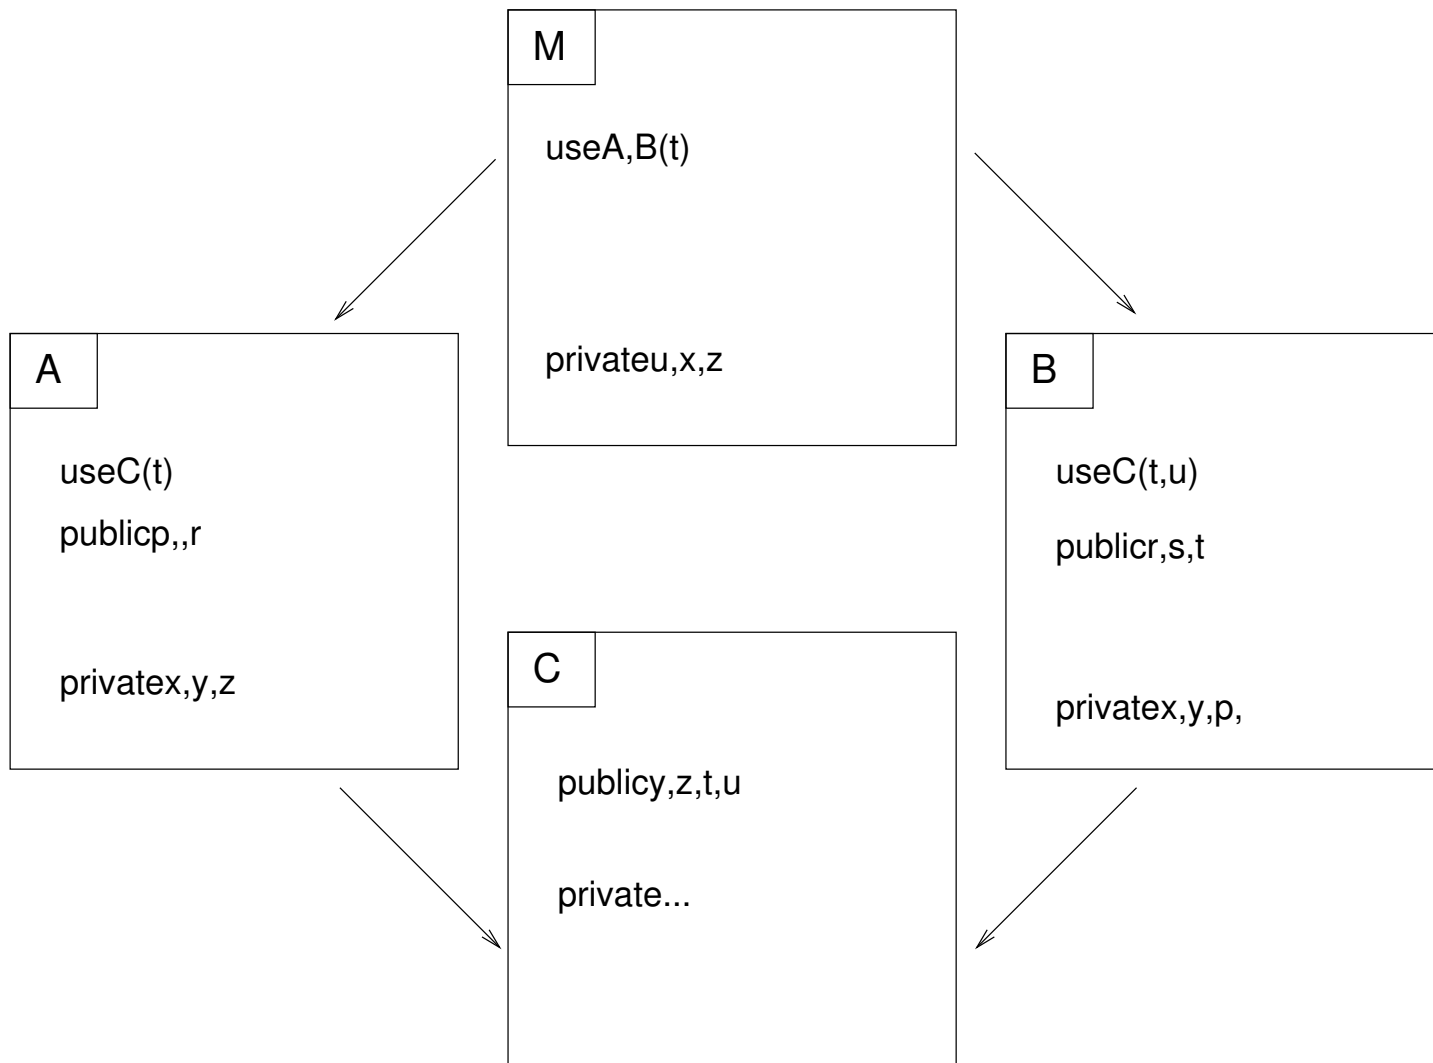 M
useA,B(t)
privateu,x,z
A
useC(t)
publicp,,r
privatex,y,z
B
useC(t,u)
publicr,s,t
privatex,y,p,
C
publicy,z,t,u
private...